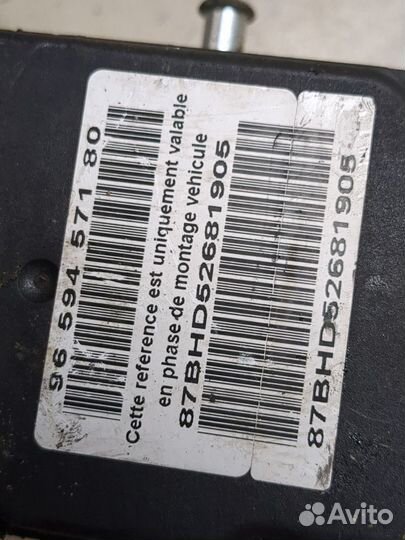 96 594 571 80
Cette reference est uniquement valable
en phase de montage vehicule
87BHD52681905
87BHD52681905
Avito